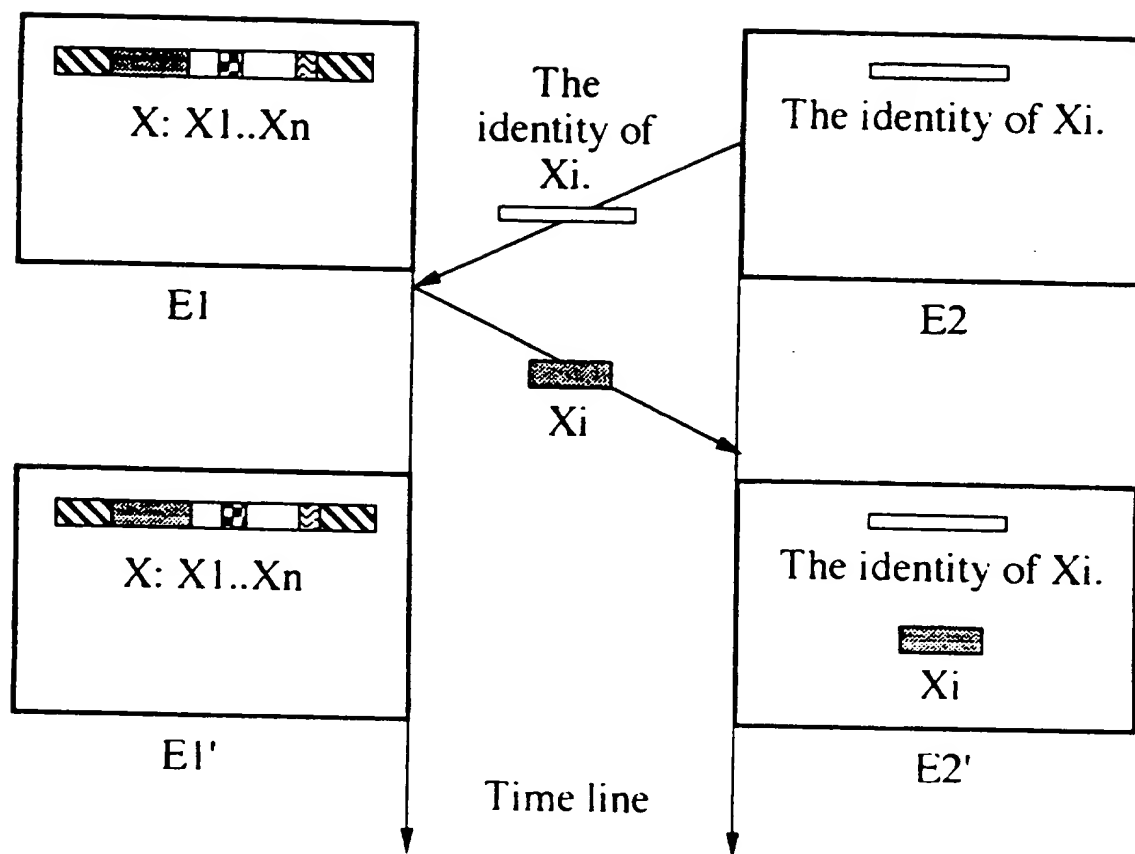 X: X1..Xn
E1
The
identity of
Xi.
The identity of Xi.
E2
Xi
X: X1..Xn
E1'
The identity of Xi.
Xi
E2'
Time line